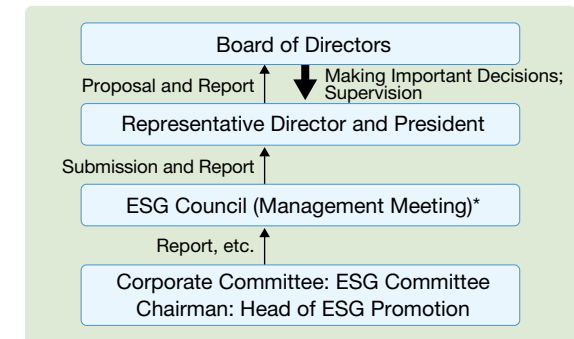 Board of Directors
Proposal and Report
Making Important Decisions;
Supervision
Representative Director and President
Submission and Report
ESG Council (Management Meeting)*
Report, etc.
Corporate Committee: ESG Committee
Chairman: Head of ESG Promotion